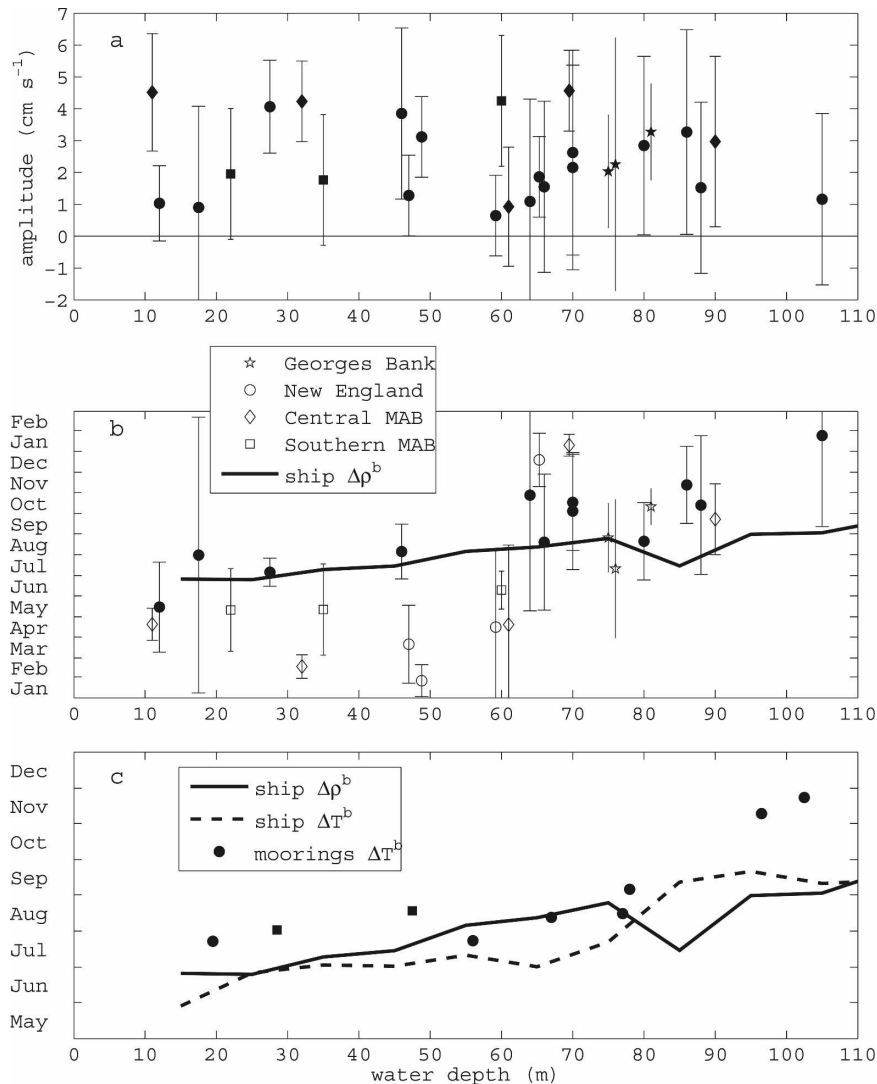 a
amplitude (cm s⁻¹)
7
6
5
4
3
2
1
0
-1
-2
0 10 20 30 40 50 60 70 80 90 100 110
b
Georges Bank
New England
Central MAB
Southern MAB
ship Δρᵇ
Feb
Jan
Dec
Nov
Oct
Sep
Aug
Jul
Jun
May
Apr
Mar
Feb
Jan
0 10 20 30 40 50 60 70 80 90 100 110
c
ship Δρᵇ
ship ΔTᵇ
moorings ΔTᵇ
Dec
Nov
Oct
Sep
Aug
Jul
Jun
May
0 10 20 30 40 50 60 70 80 90 100 110
water depth (m)